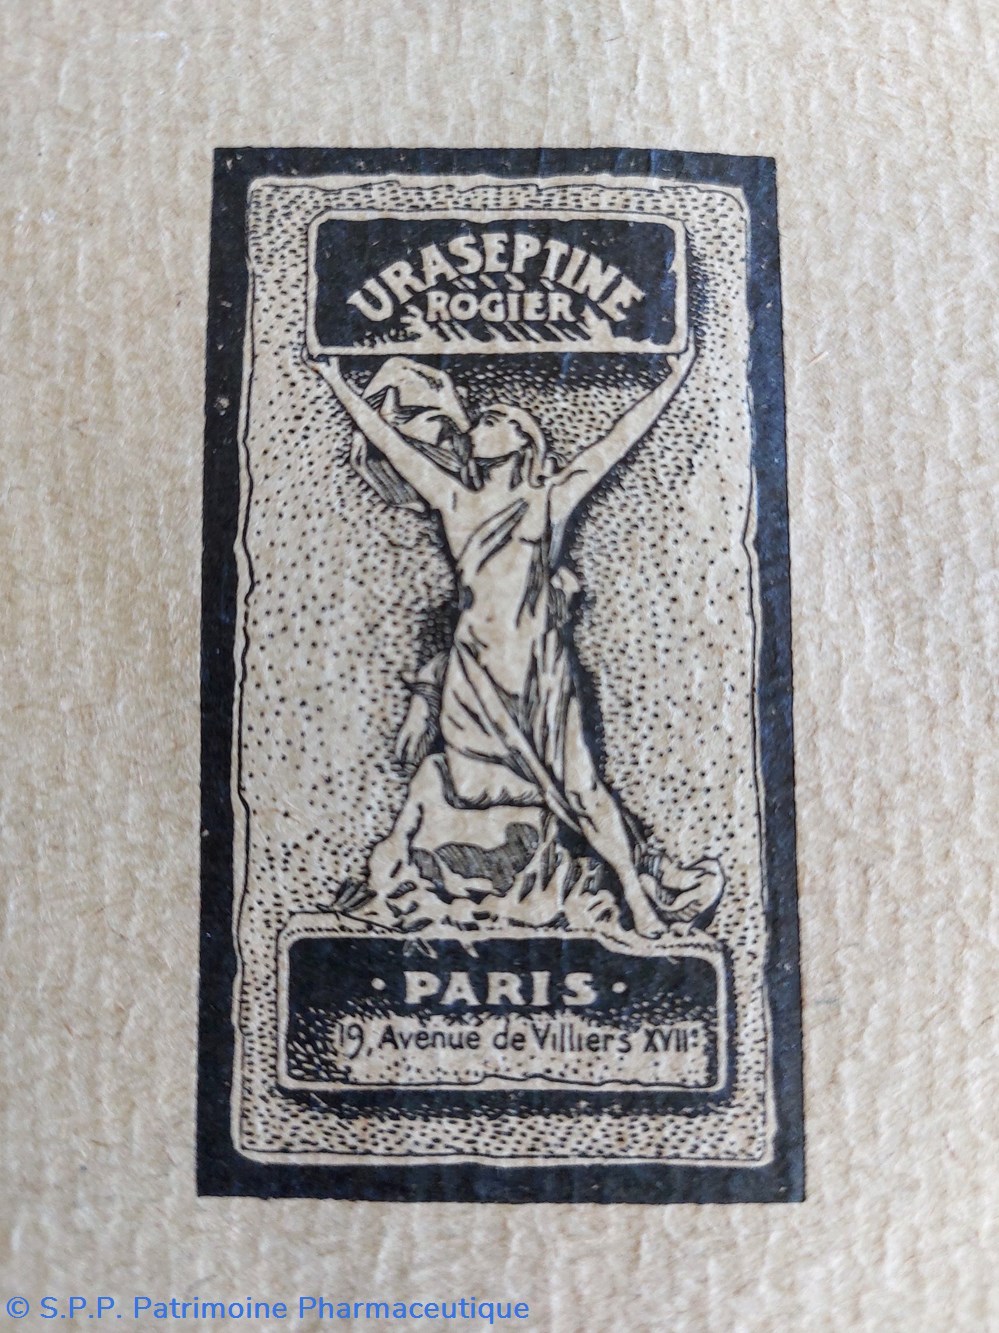 URASEPTINE
ROGIER
· PARIS ·
19, Avenue de Villiers XVIIe
© S.P.P. Patrimoine Pharmaceutique